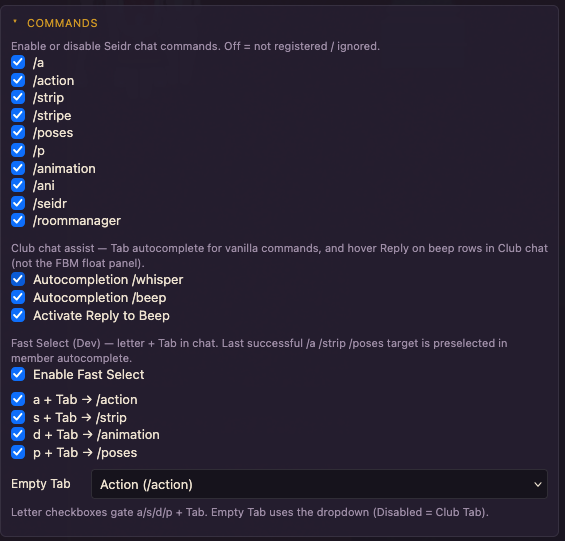 * COMMANDS
Enable or disable Seidr chat commands. Off = not registered / ignored.
/a
/action
/strip
/stripe
/poses
/p
/animation
/ani
/seidr
/roommanager
Club chat assist — Tab autocomplete for vanilla commands, and hover Reply on beep rows in Club chat
(not the FBM float panel).
Autocompletion /whisper
Autocompletion /beep
Activate Reply to Beep
Fast Select (Dev) — letter + Tab in chat. Last successful /a /strip /poses target is preselected in
member autocomplete.
Enable Fast Select
a + Tab → /action
s + Tab → /strip
d + Tab → /animation
p + Tab → /poses
Empty Tab Action (/action)
Letter checkboxes gate a/s/d/p + Tab. Empty Tab uses the dropdown (Disabled = Club Tab).